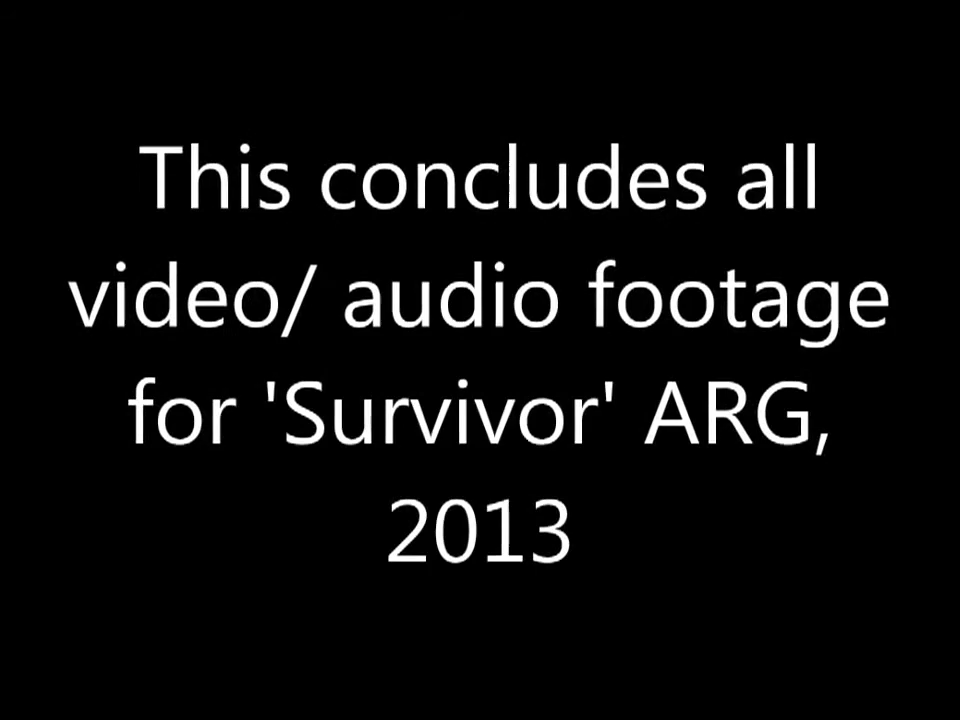 This concludes all
video/ audio footage
for 'Survivor' ARG,
2013